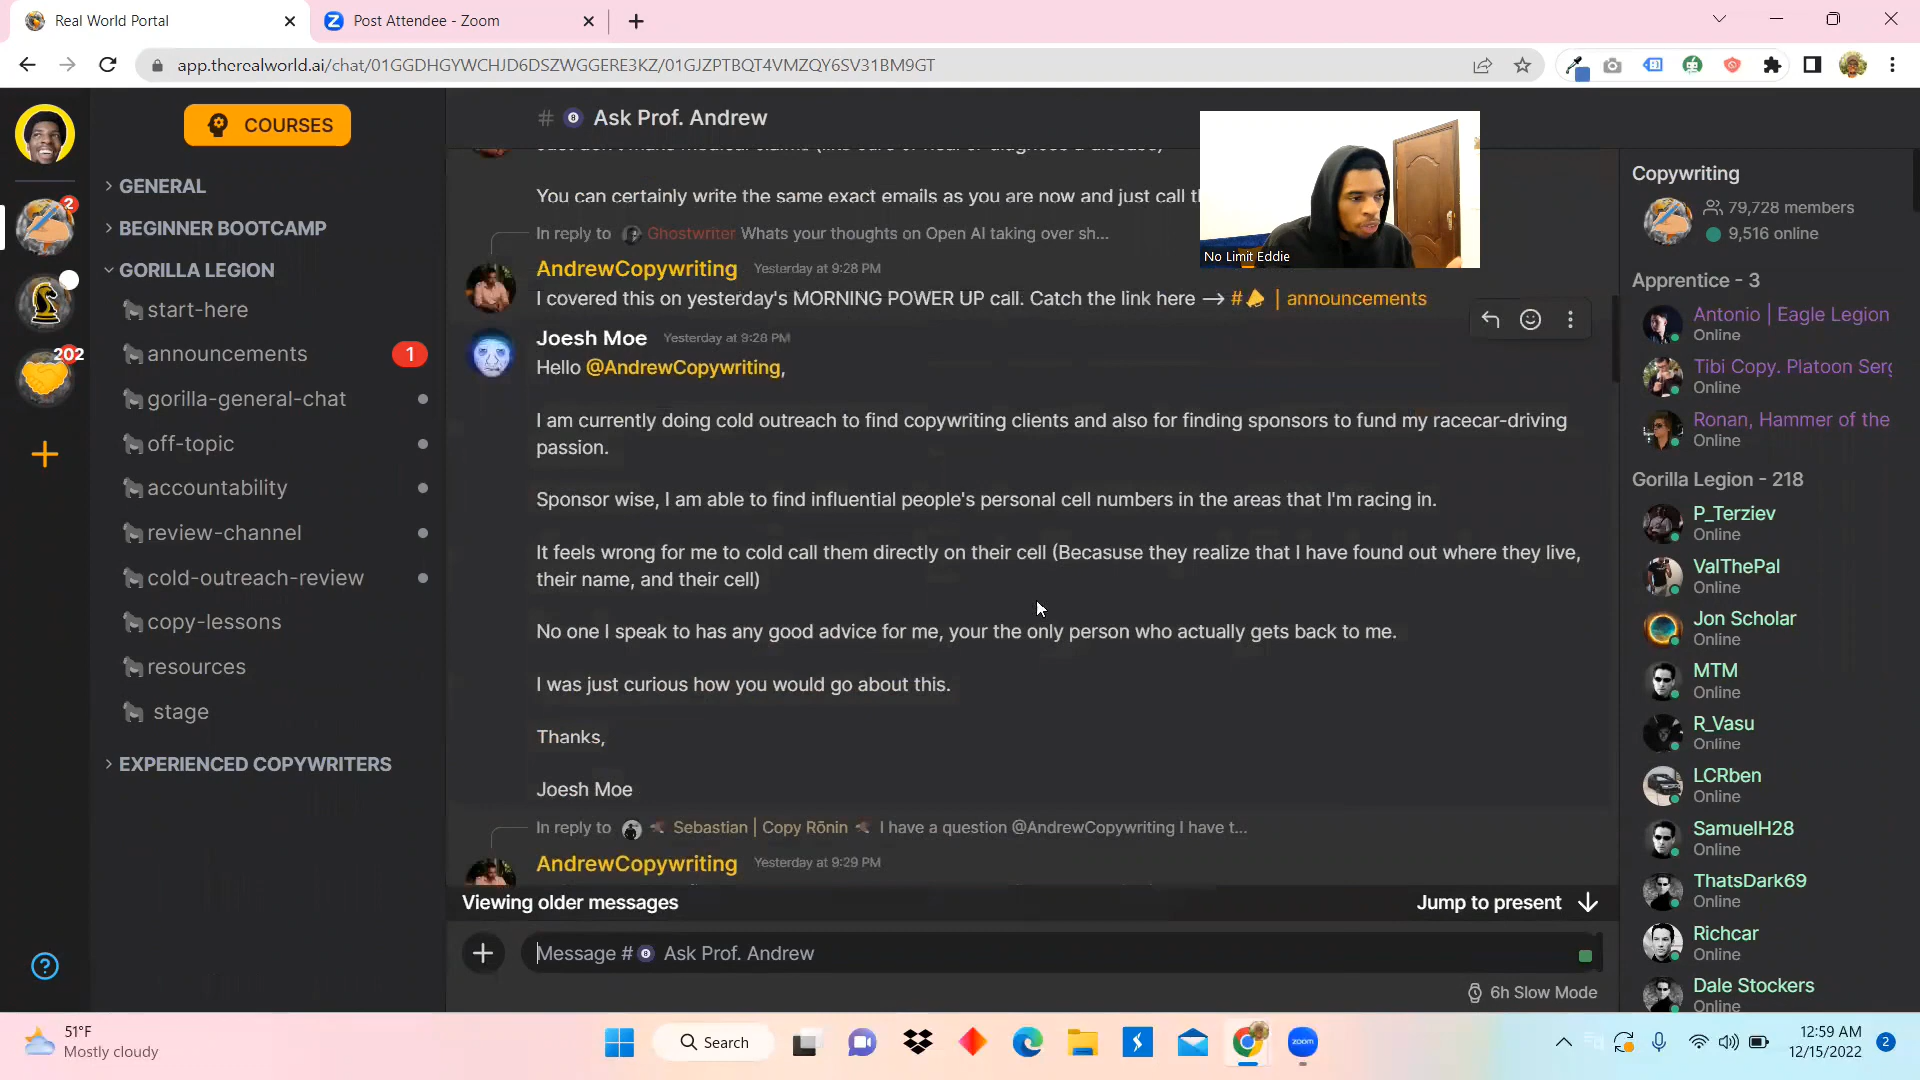 Real World Portal
Post Attendee - Zoom
app.therealworld.ai/chat/01GGDHGYWCHJD6DSZWGGERE3KZ/01GJZPTBQT4VMZQY6SV31BM9GT
COURSES
GENERAL
BEGINNER BOOTCAMP
GORILLA LEGION
start-here
announcements
1
gorilla-general-chat
off-topic
accountability
review-channel
cold-outreach-review
copy-lessons
resources
stage
EXPERIENCED COPYWRITERS
2
202
# Ask Prof. Andrew
You can certainly write the same exact emails as you are now and just call th
In reply to Ghostwriter Whats your thoughts on Open AI taking over sh...
AndrewCopywriting Yesterday at 9:28 PM
I covered this on yesterday's MORNING POWER UP call. Catch the link here --> # | announcements
Joesh Moe Yesterday at 9:28 PM
Hello @AndrewCopywriting,
I am currently doing cold outreach to find copywriting clients and also for finding sponsors to fund my racecar-driving
passion.
Sponsor wise, I am able to find influential people's personal cell numbers in the areas that I'm racing in.
It feels wrong for me to cold call them directly on their cell (Becasuse they realize that I have found out where they live,
their name, and their cell)
No one I speak to has any good advice for me, your the only person who actually gets back to me.
I was just curious how you would go about this.
Thanks,
Joesh Moe
In reply to Sebastian | Copy Rōnin I have a question @AndrewCopywriting I have t...
AndrewCopywriting Yesterday at 9:29 PM
Viewing older messages
Jump to present
Message # Ask Prof. Andrew
6h Slow Mode
No Limit Eddie
Copywriting
79,728 members
9,516 online
Apprentice - 3
Antonio | Eagle Legion
Online
Tibi Copy. Platoon Serg
Online
Ronan, Hammer of the
Online
Gorilla Legion - 218
P_Terziev
Online
ValThePal
Online
Jon Scholar
Online
MTM
Online
R_Vasu
Online
LCRben
Online
SamuelH28
Online
ThatsDark69
Online
Richcar
Online
Dale Stockers
Online
51°F
Mostly cloudy
Search
zoom
12:59 AM
12/15/2022
2